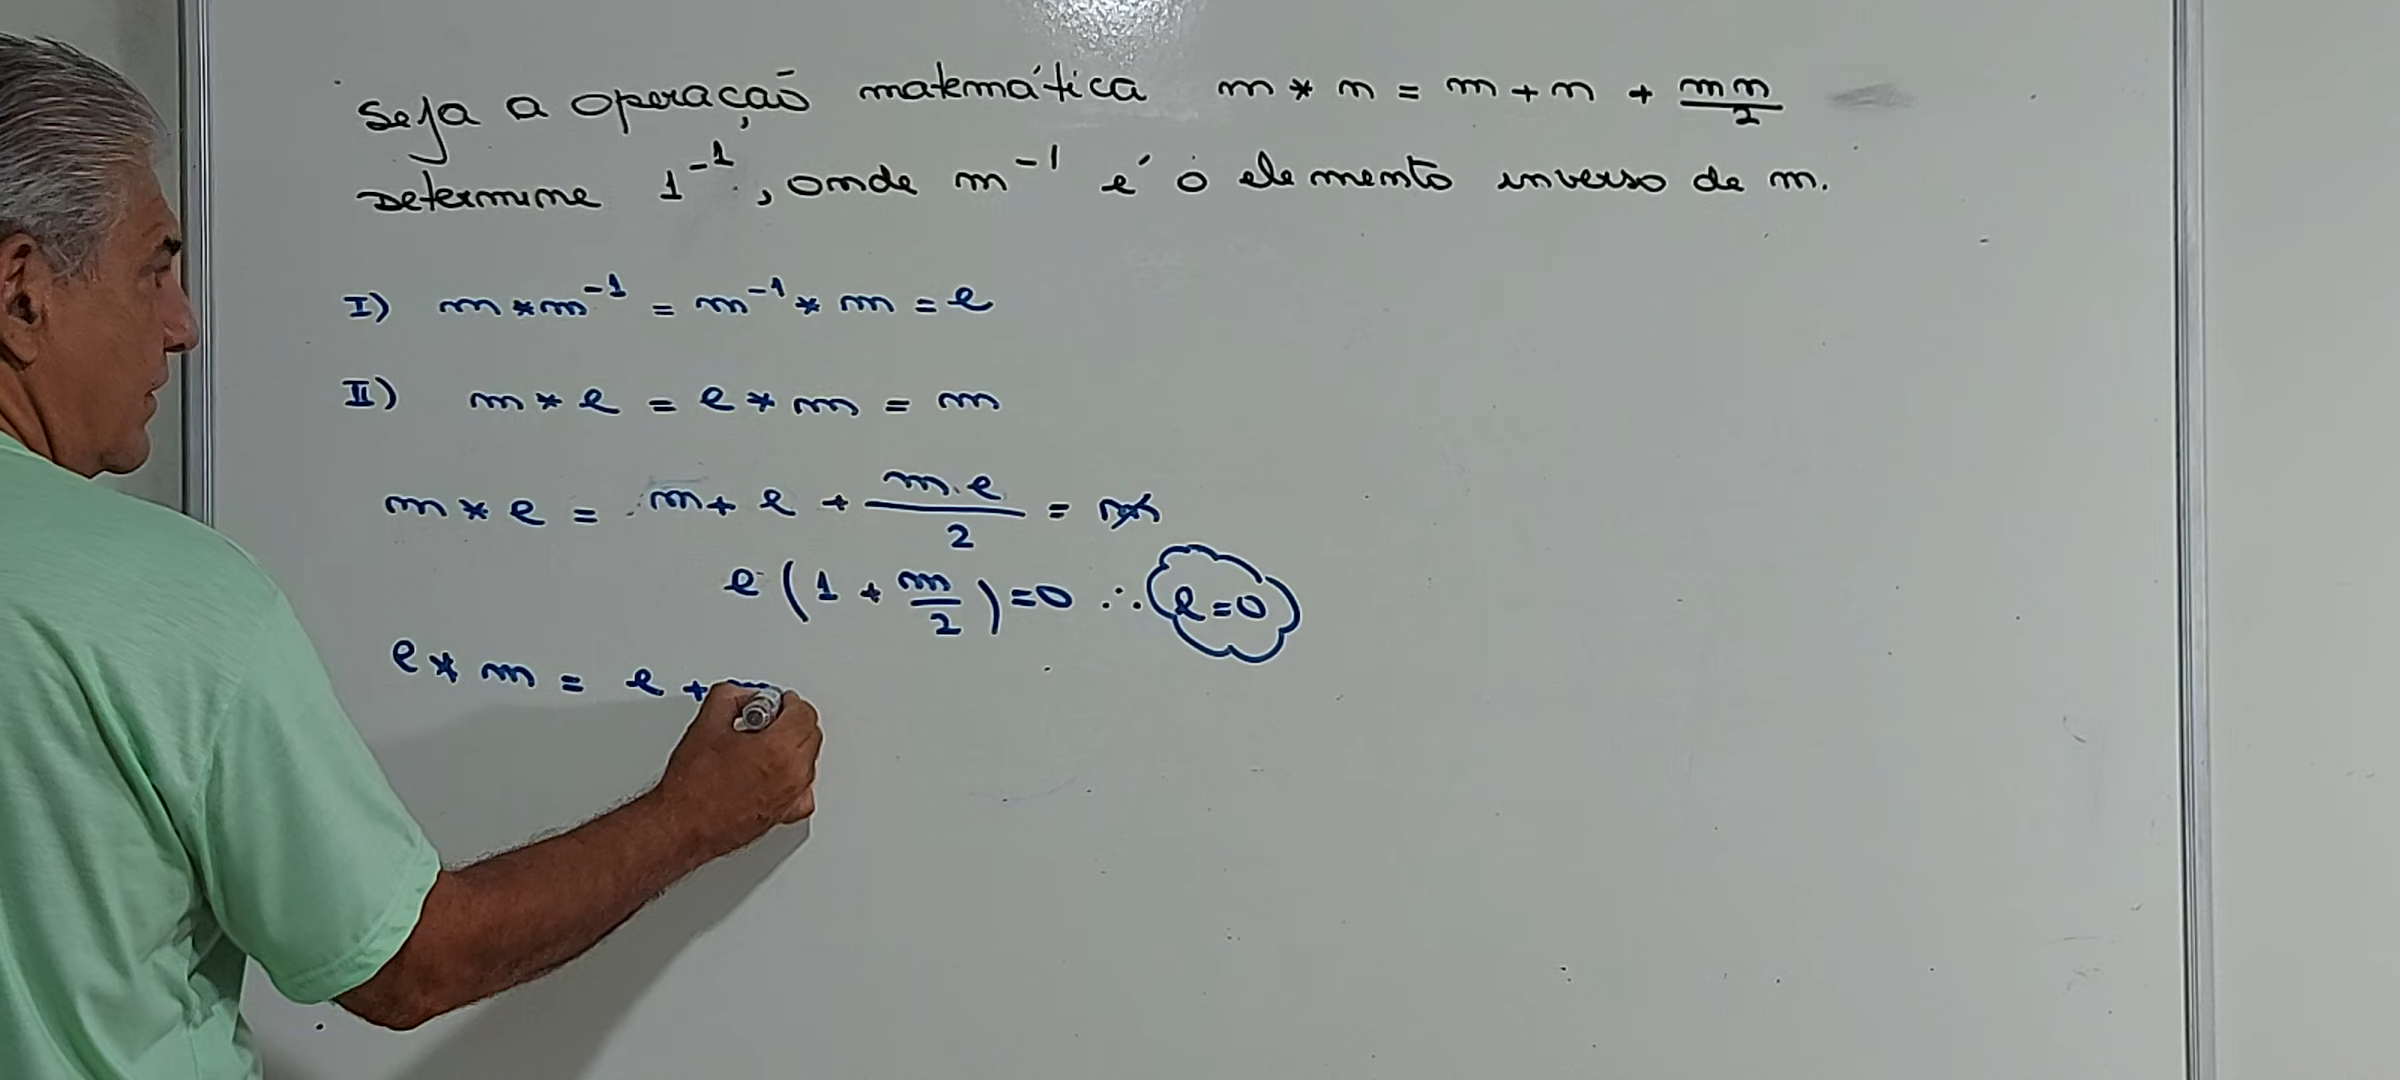 Seja a operação matemática m * n = m + n + mn/2
Determine 1⁻¹, onde m⁻¹ é o elemento inverso de m.
I) m * m⁻¹ = m⁻¹ * m = e
II) m * e = e * m = m
m * e = m + e + m.e/2 = m
e(1 + m/2) = 0 ∴ e = 0
e * m = e +